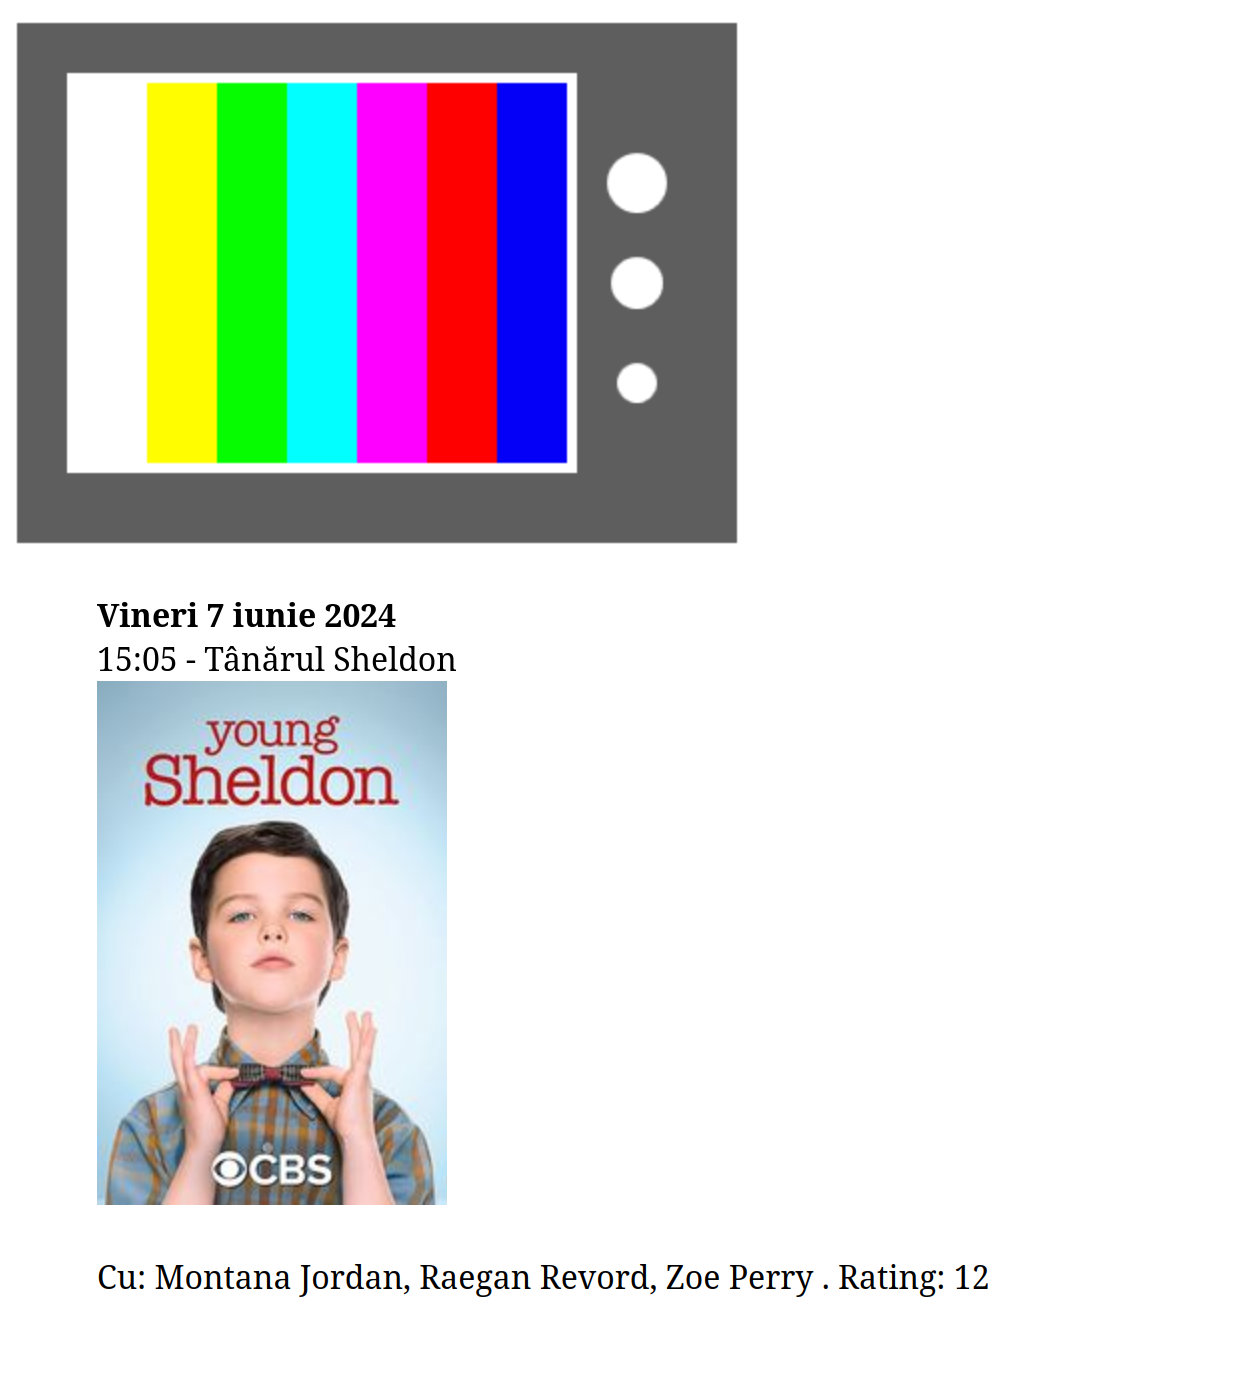 Vineri 7 iunie 2024
15:05 - Tânărul Sheldon
young
Sheldon
CBS
Cu: Montana Jordan, Raegan Revord, Zoe Perry . Rating: 12